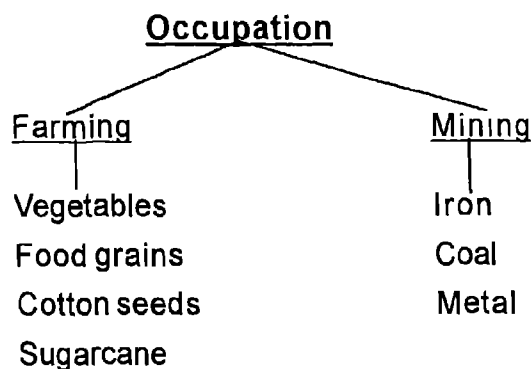 Occupation
Farming
Mining
Vegetables
Iron
Food grains
Coal
Cotton seeds
Metal
Sugarcane